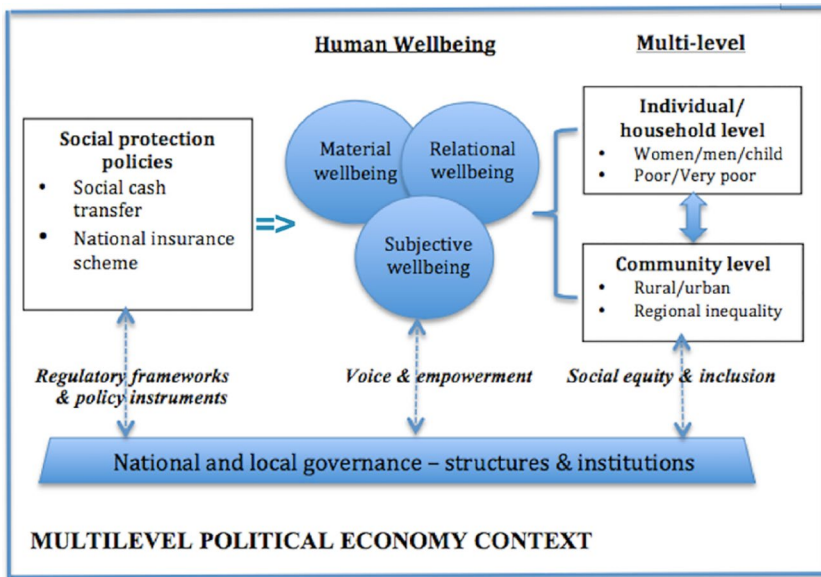 Human Wellbeing
Multi-level
Social protection
policies
• Social cash
transfer
• National insurance
scheme
=>
Material
wellbeing
Relational
wellbeing
Subjective
wellbeing
Individual/
household level
• Women/men/child
• Poor/Very poor
Community level
• Rural/urban
• Regional inequality
Regulatory frameworks
& policy instruments
Voice & empowerment
Social equity & inclusion
National and local governance – structures & institutions
MULTILEVEL POLITICAL ECONOMY CONTEXT